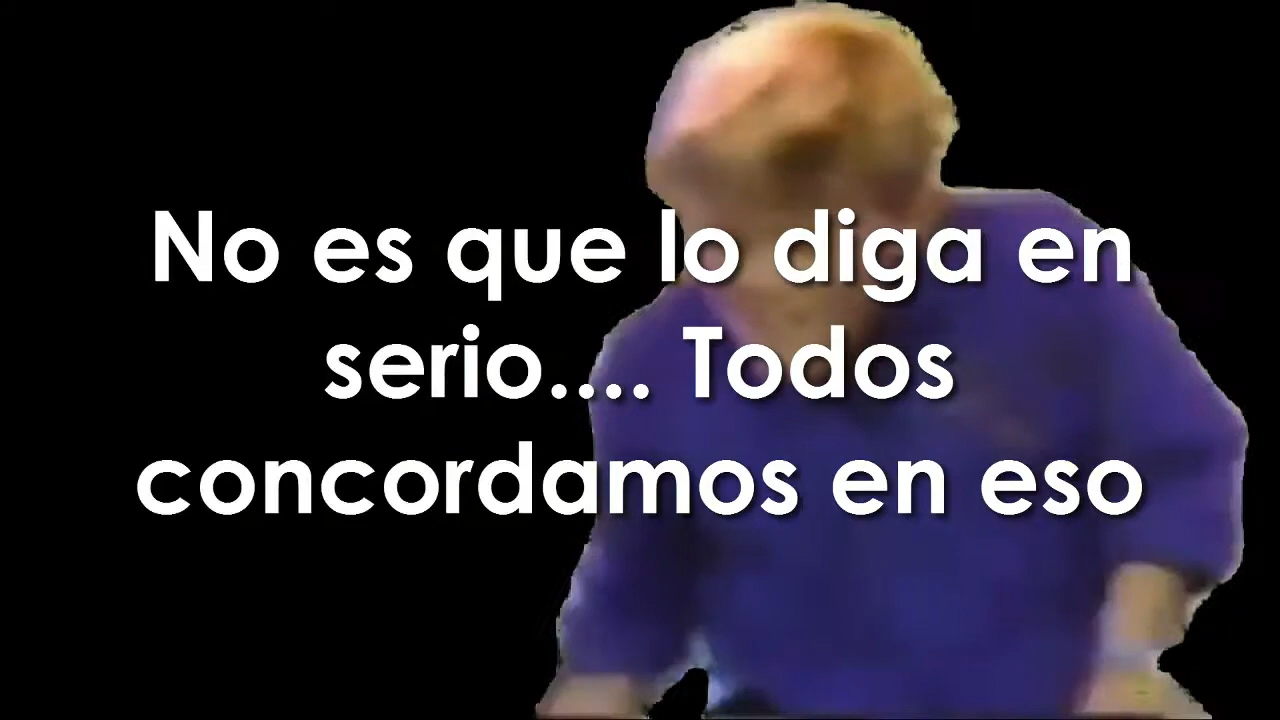 No es que lo diga en
serio.... Todos
concordamos en eso